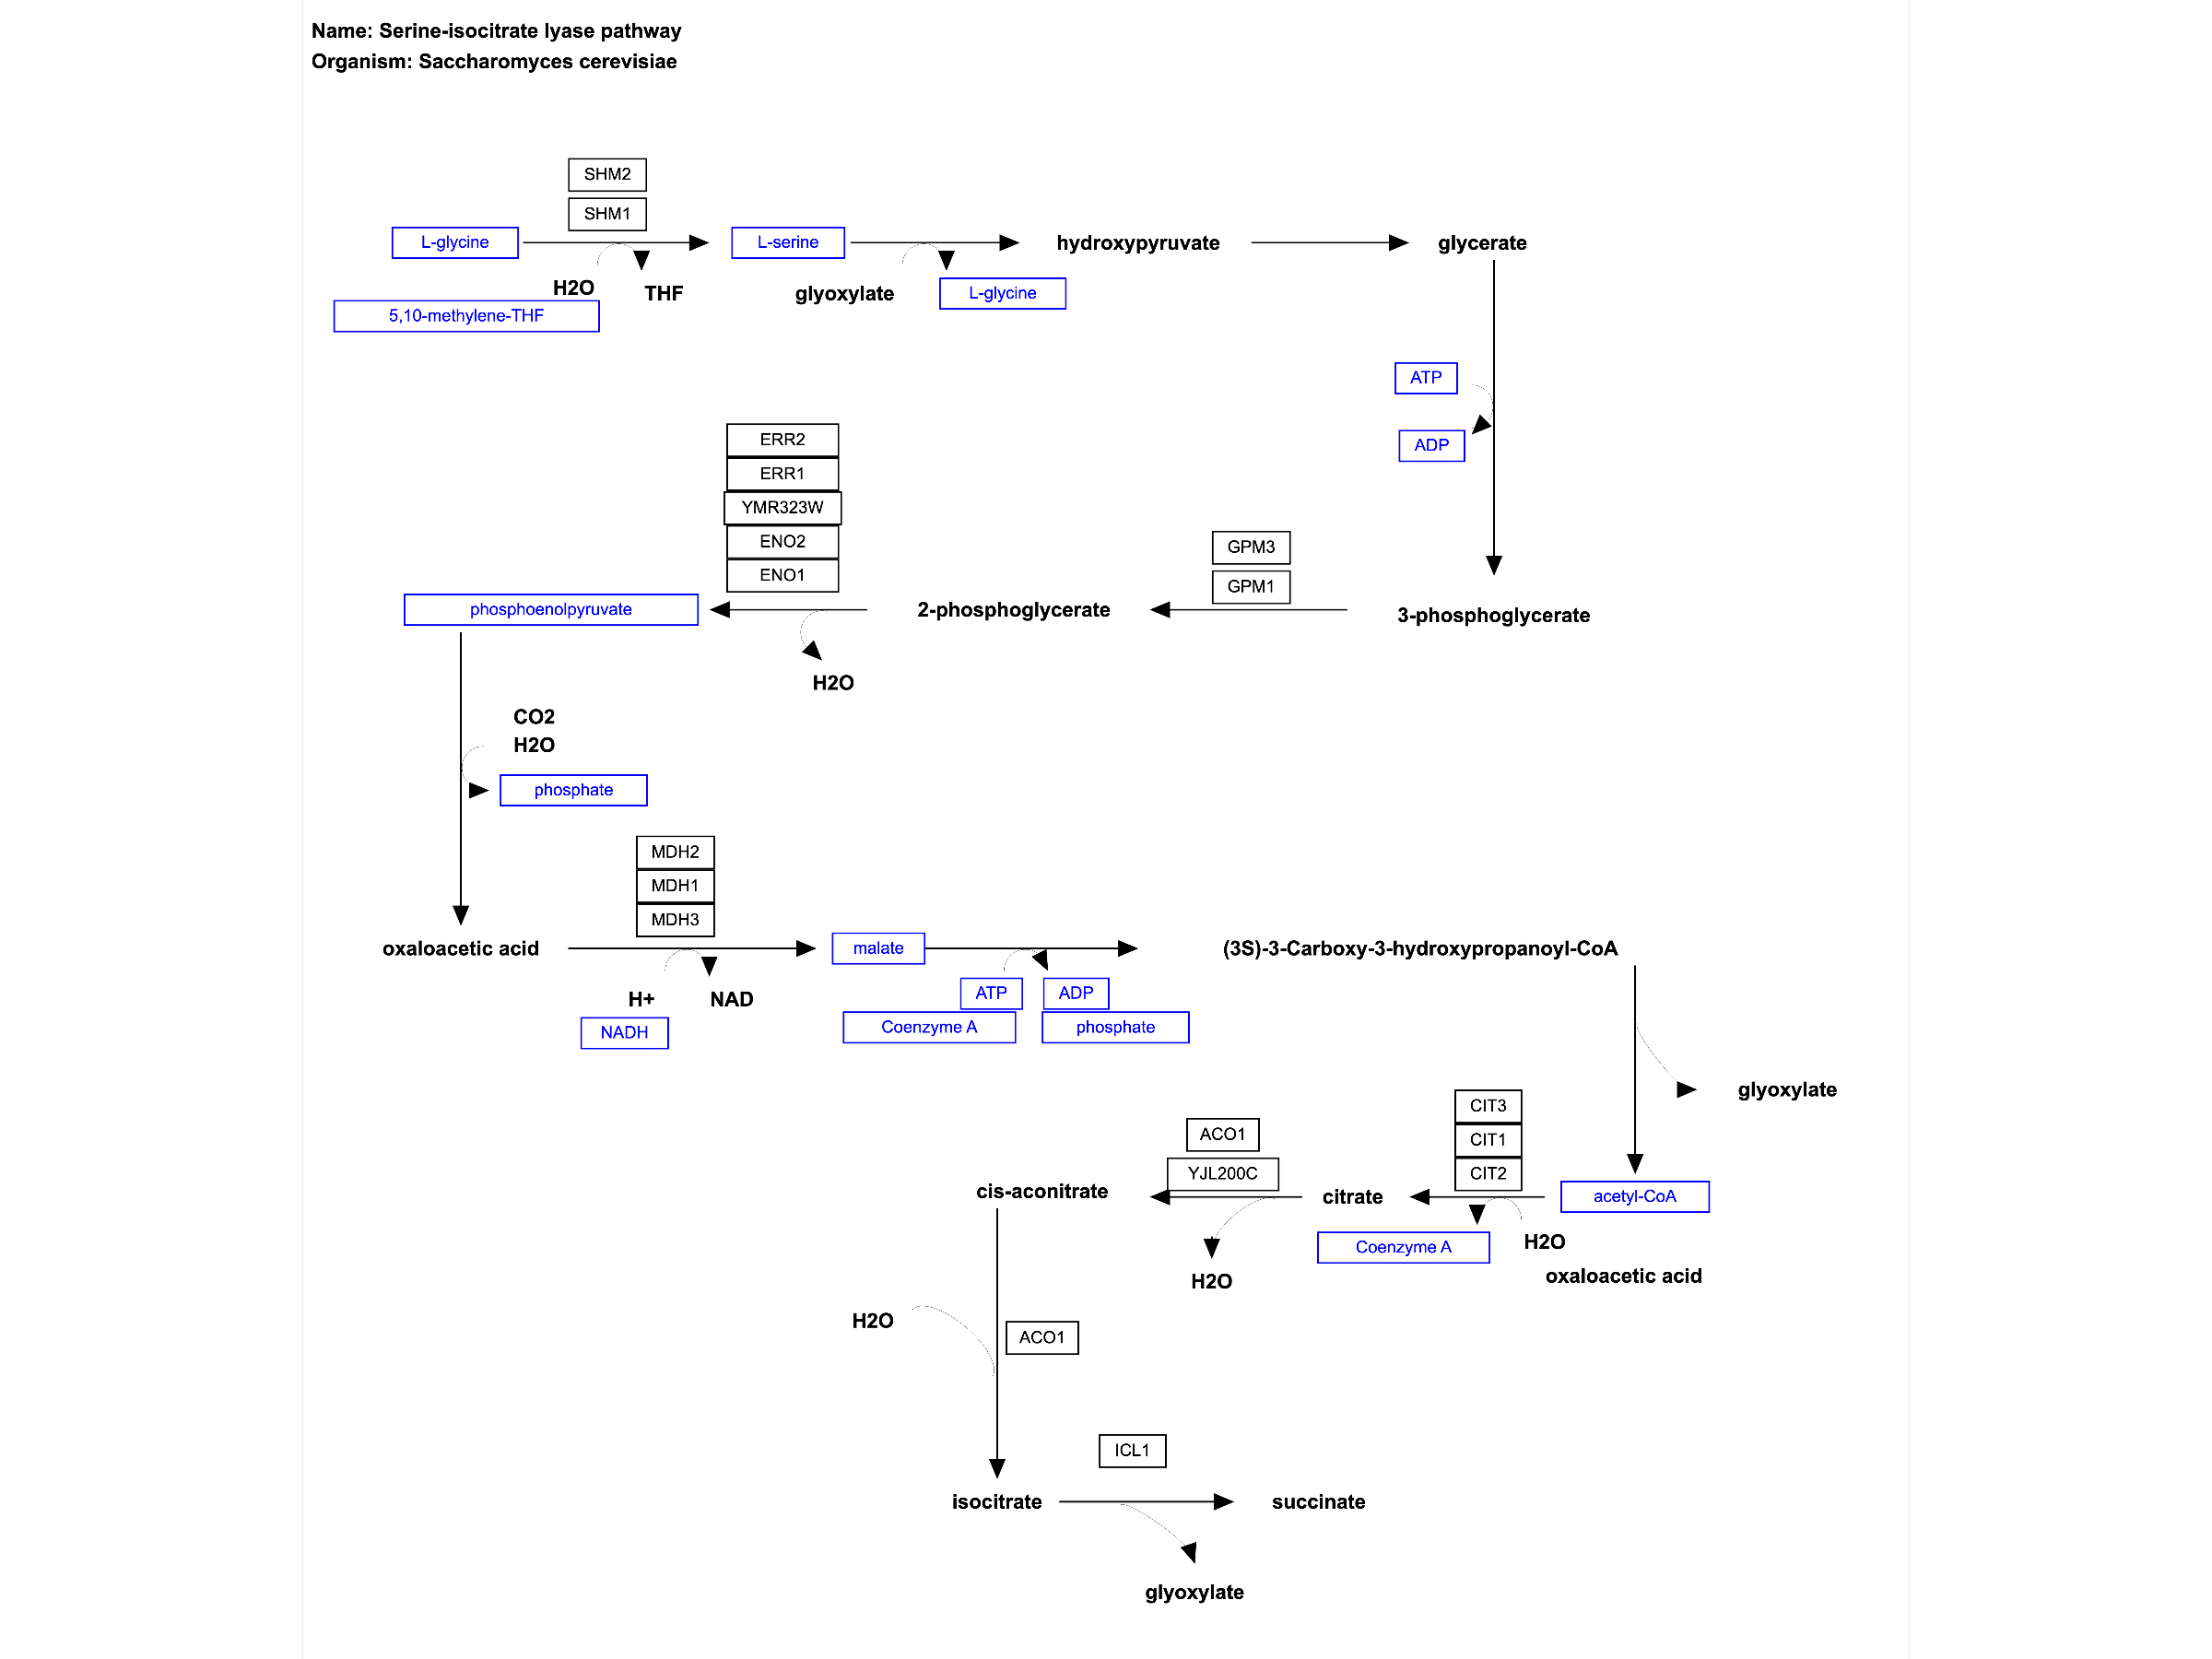 Name: Serine-isocitrate lyase pathway
Organism: Saccharomyces cerevisiae
SHM2
SHM1
L-glycine
L-serine
hydroxypyruvate
glycerate
H2O
THF
glyoxylate
L-glycine
5,10-methylene-THF
ATP
ADP
ERR2
ERR1
YMR323W
ENO2
ENO1
GPM3
GPM1
phosphoenolpyruvate
2-phosphoglycerate
3-phosphoglycerate
H2O
CO2
H2O
phosphate
MDH2
MDH1
MDH3
oxaloacetic acid
malate
(3S)-3-Carboxy-3-hydroxypropanoyl-CoA
H+
NAD
NADH
ATP
ADP
Coenzyme A
phosphate
glyoxylate
CIT3
CIT1
CIT2
ACO1
YJL200C
cis-aconitrate
citrate
acetyl-CoA
Coenzyme A
H2O
oxaloacetic acid
H2O
H2O
ACO1
ICL1
isocitrate
succinate
glyoxylate